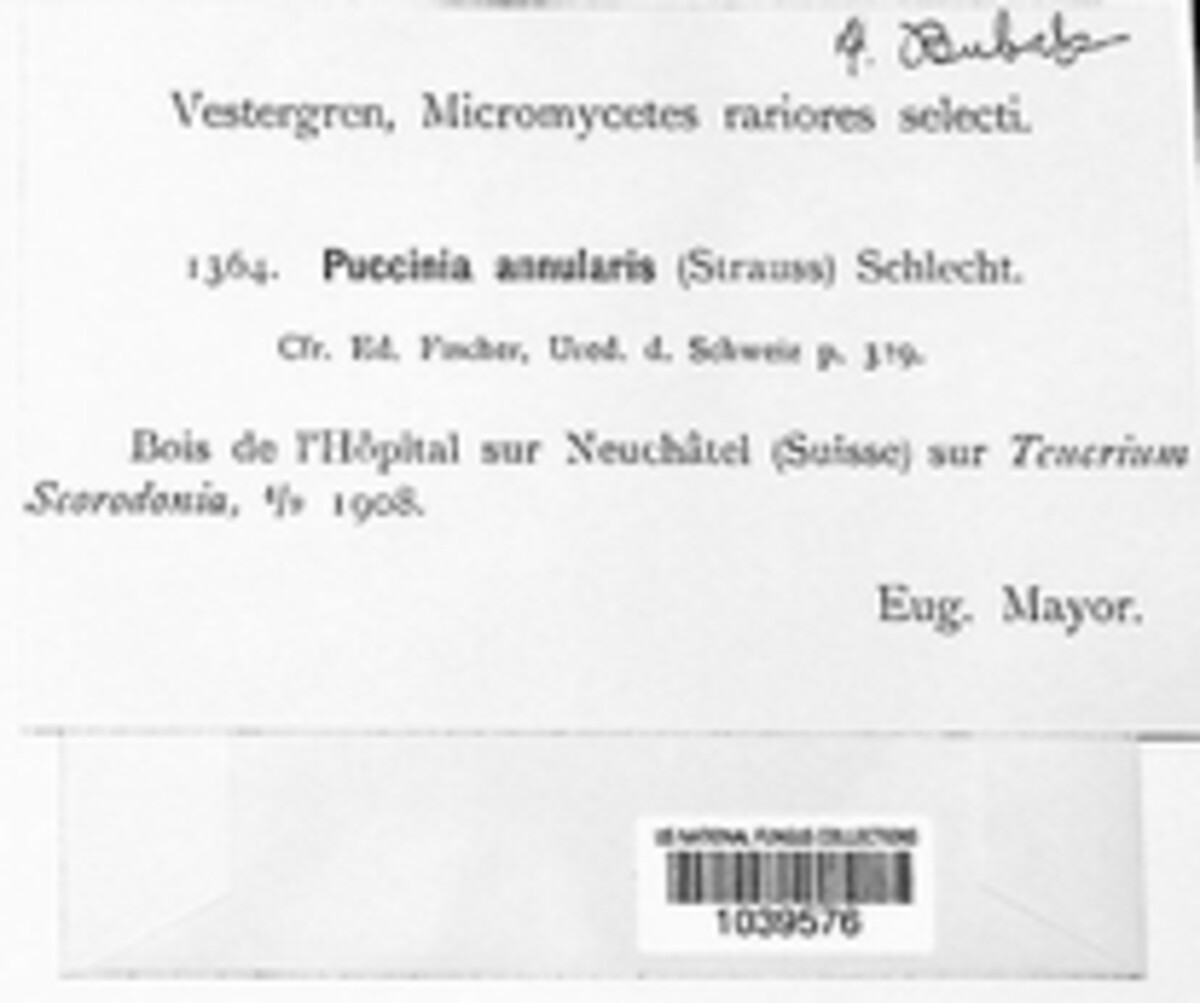 Bubak
Vestergren, Micromycetes rariores selecti.
1364. Puccinia annularis (Strauss) Schlecht.
Cfr. Ed. Fischer, Ured. d. Schweiz p.
Bois de l'Hôpital sur Neuchâtel (Suisse) sur Teucrium
Scorodonia, 1908.
Eug. Mayor.
US NATIONAL FUNGUS COLLECTIONS
1039576